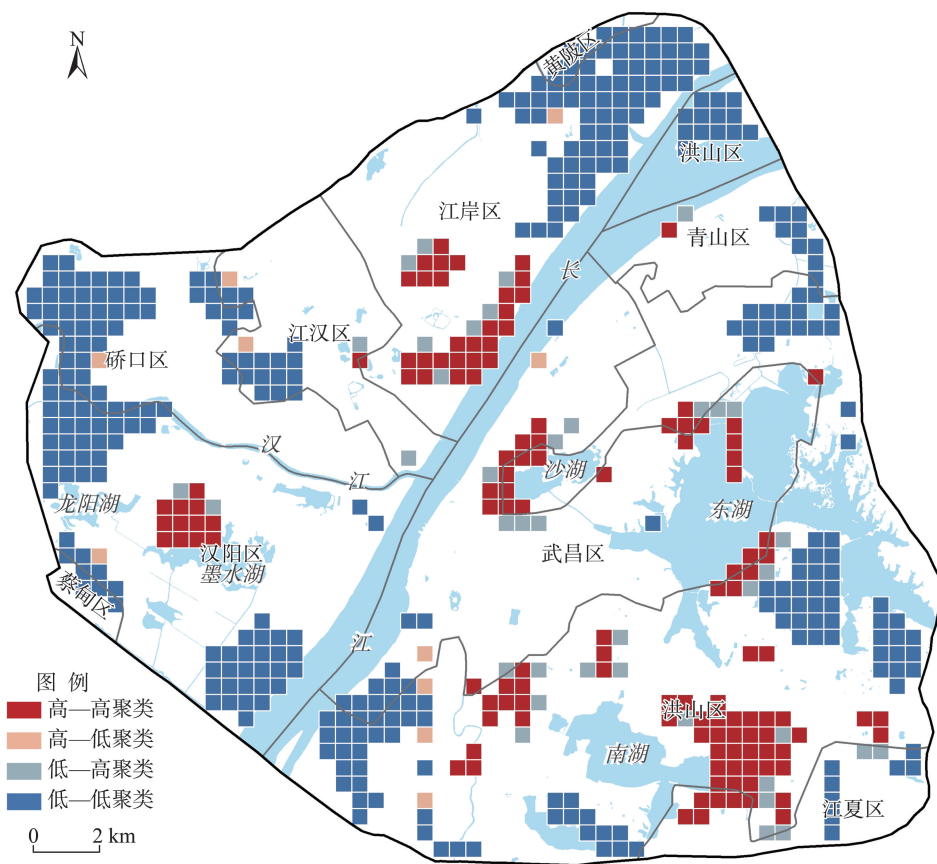 N
黄陂区
洪山区
江岸区
青山区
长
江汉区
硚口区
汉
江
沙湖
龙阳湖
东湖
汉阳区
武昌区
墨水湖
蔡甸区
江
图 例
高—高聚类
高—低聚类
低—高聚类
低—低聚类
洪山区
南湖
江夏区
0 2 km